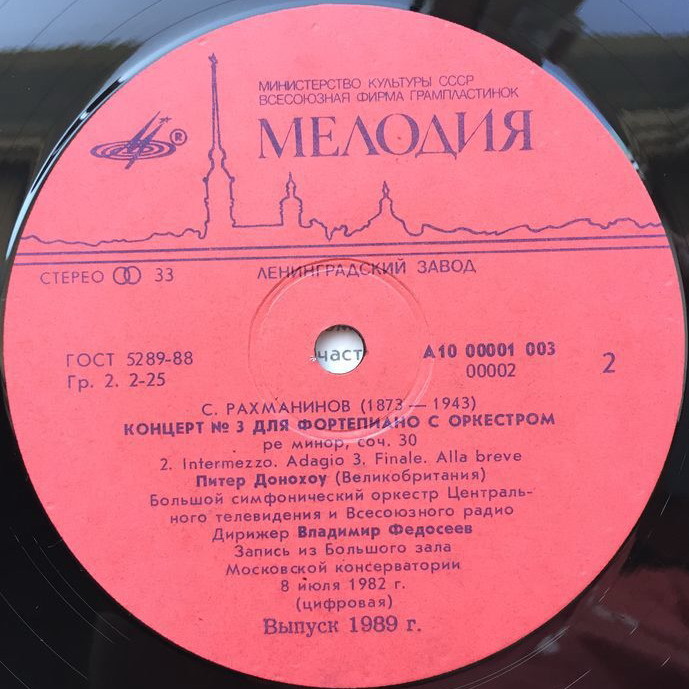 МИНИСТЕРСТВО КУЛЬТУРЫ СССР
ВСЕСОЮЗНАЯ ФИРМА ГРАМПЛАСТИНОК
МЕЛОДИЯ
®
СТЕРЕО 33
ЛЕНИНГРАДСКИЙ ЗАВОД
ГОСТ 5289-88
Гр. 2. 2-25
част
А10 00001 003
00002
2
С. РАХМАНИНОВ (1873 — 1943)
КОНЦЕРТ № 3 ДЛЯ ФОРТЕПИАНО С ОРКЕСТРОМ
ре минор, соч. 30
2. Intermezzo. Adagio 3. Finale. Alla breve
Питер Донохоу (Великобритания)
Большой симфонический оркестр Централь-
ного телевидения и Всесоюзного радио
Дирижер Владимир Федосеев
Запись из Большого зала
Московской консерватории
8 июля 1982 г.
(цифровая)
Выпуск 1989 г.